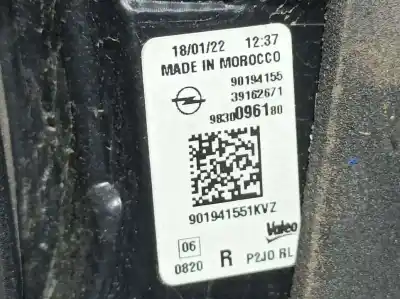 18/01/22 12:37
MADE IN MOROCCO
90194155
39162671
9830096180
901941551KVZ
06
0820 R P2JO RL
Valeo